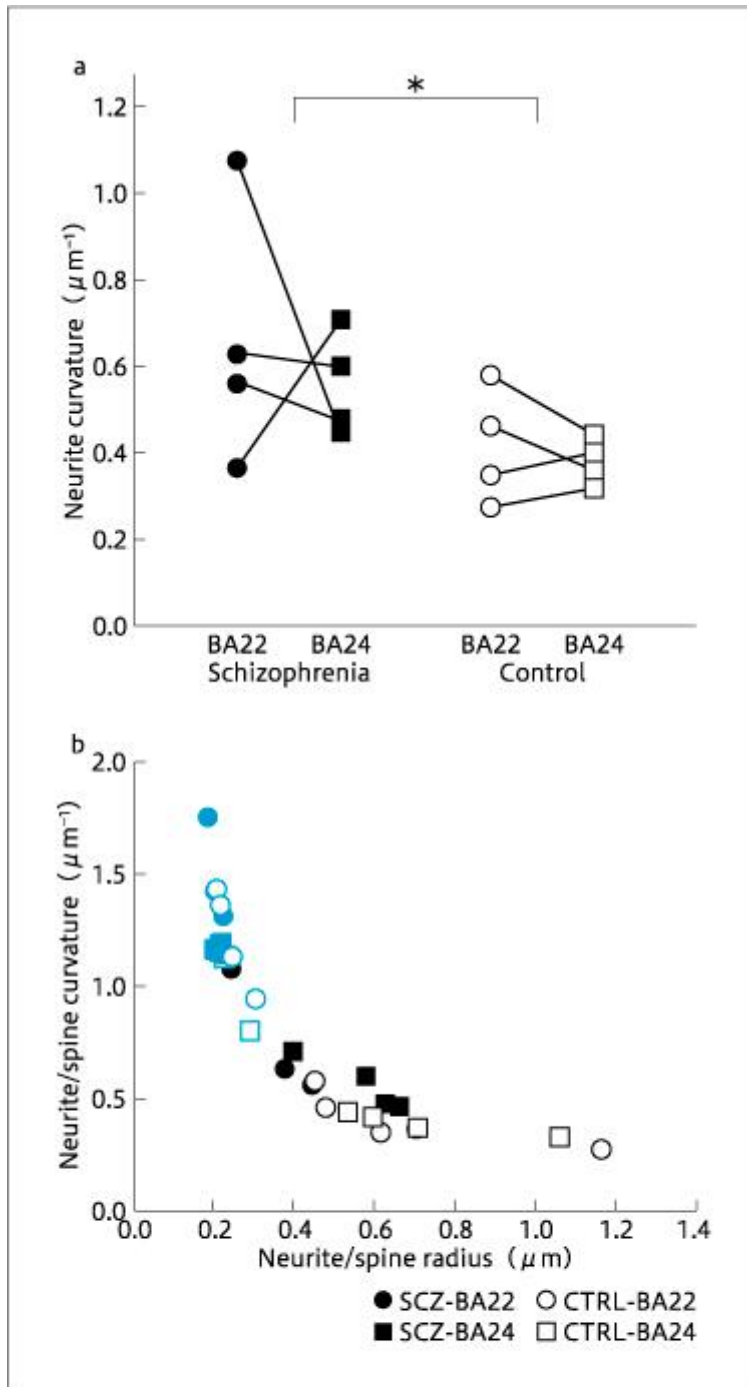 a
*
1.2
1.0
0.8
0.6
0.4
0.2
0.0
Neurite curvature (μm⁻¹)
BA22 BA24 BA22 BA24
Schizophrenia Control
b
2.0
1.5
1.0
0.5
0.0
Neurite/spine curvature (μm⁻¹)
0.0 0.2 0.4 0.6 0.8 1.0 1.2 1.4
Neurite/spine radius (μm)
SCZ-BA22 CTRL-BA22
SCZ-BA24 CTRL-BA24